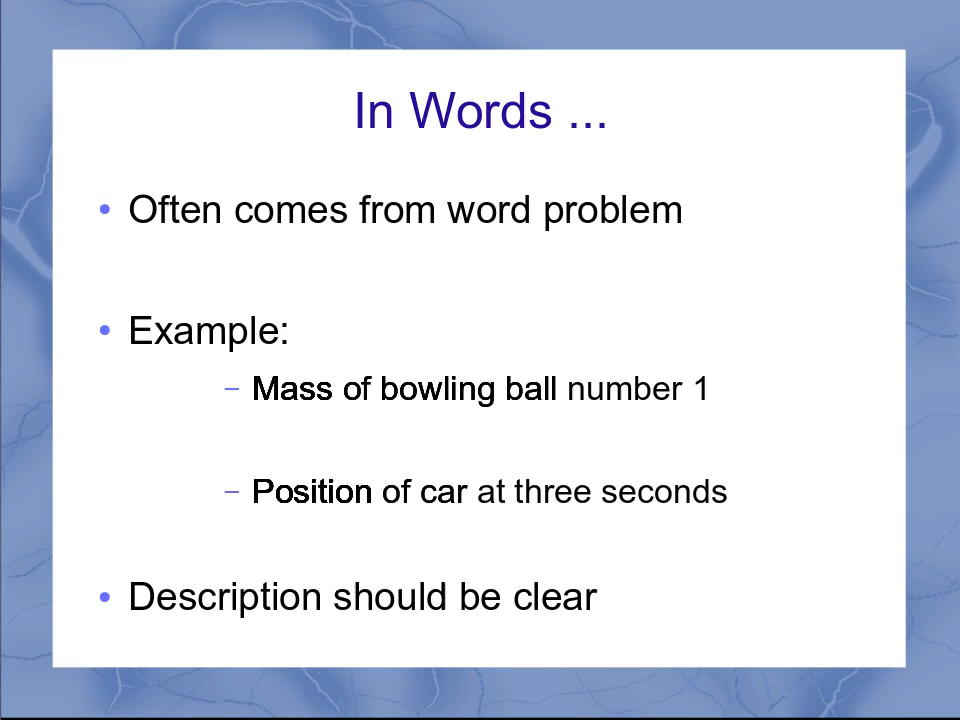 In Words ...
• Often comes from word problem
• Example:
– Mass of bowling ball number 1
– Position of car at three seconds
• Description should be clear